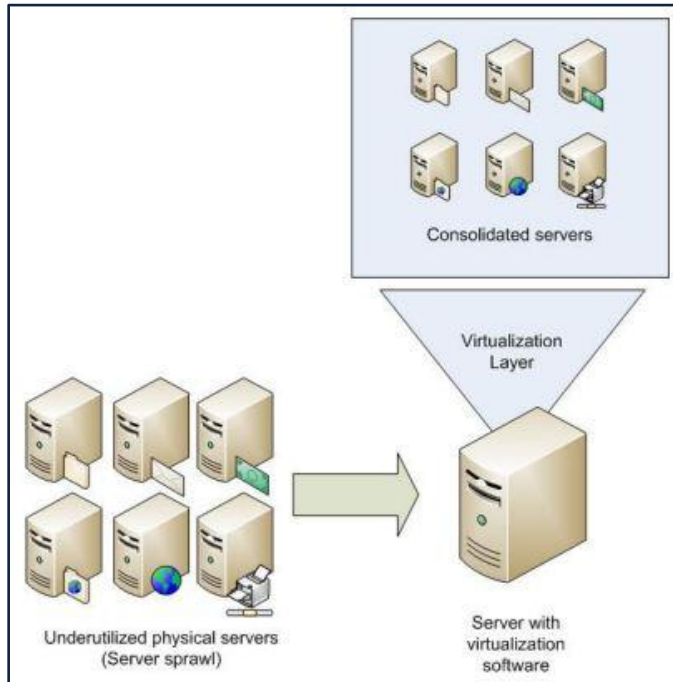 Consolidated servers
Virtualization
Layer
Underutilized physical servers
(Server sprawl)
Server with
virtualization
software